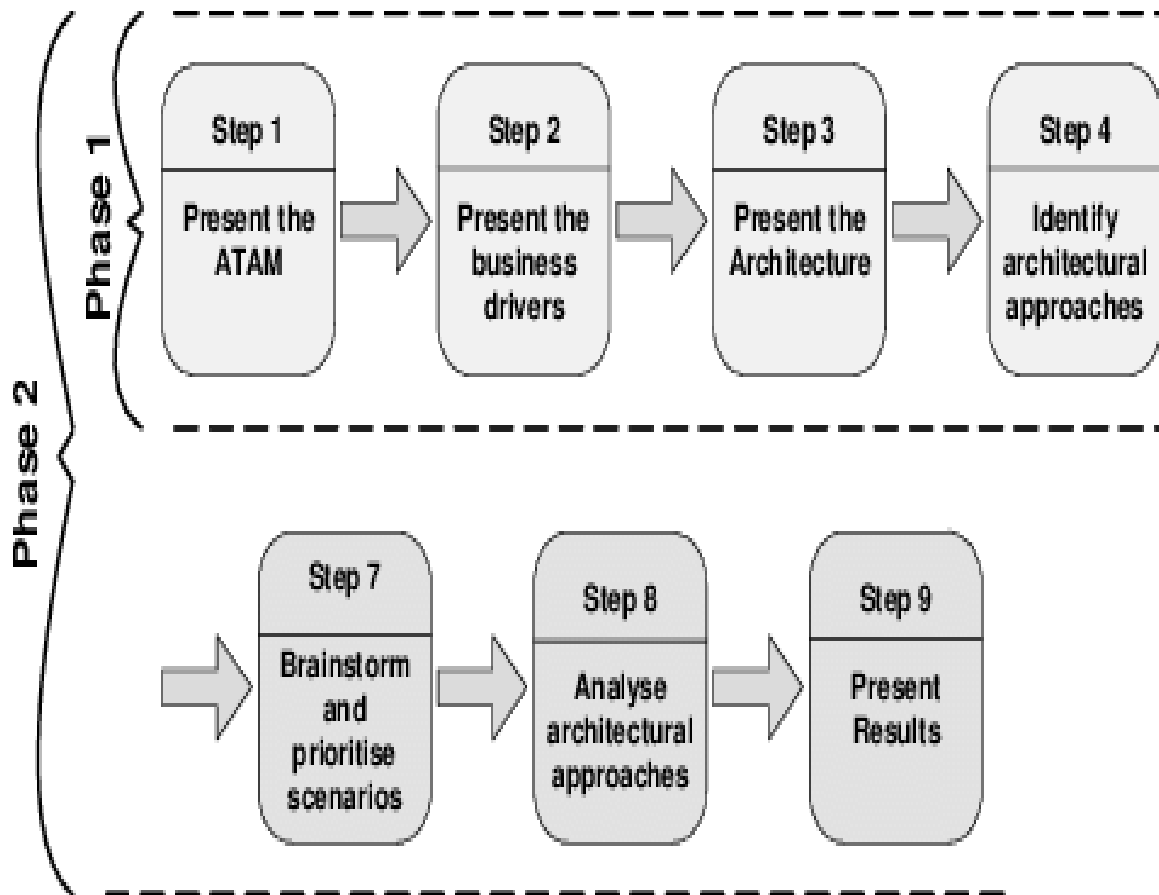 Phase 1
Phase 2
Step 1
Present the
ATAM
Step 2
Present the
business
drivers
Step 3
Present the
Architecture
Step 4
Identify
architectural
approaches
Step 7
Brainstorm
and
prioritise
scenarios
Step 8
Analyse
architectural
approaches
Step 9
Present
Results